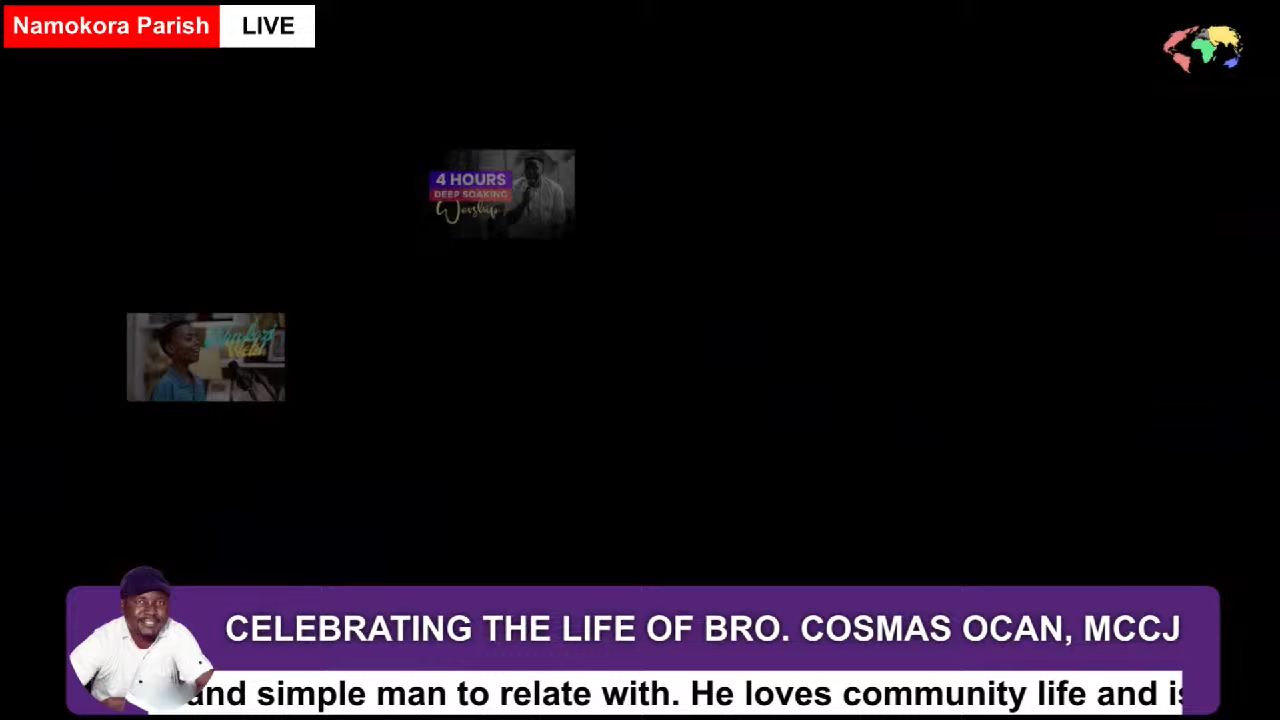 Namokora Parish LIVE
4 HOURS
DEEP SOAKING
Worship
CELEBRATING THE LIFE OF BRO. COSMAS OCAN, MCCJ
and simple man to relate with. He loves community life and is